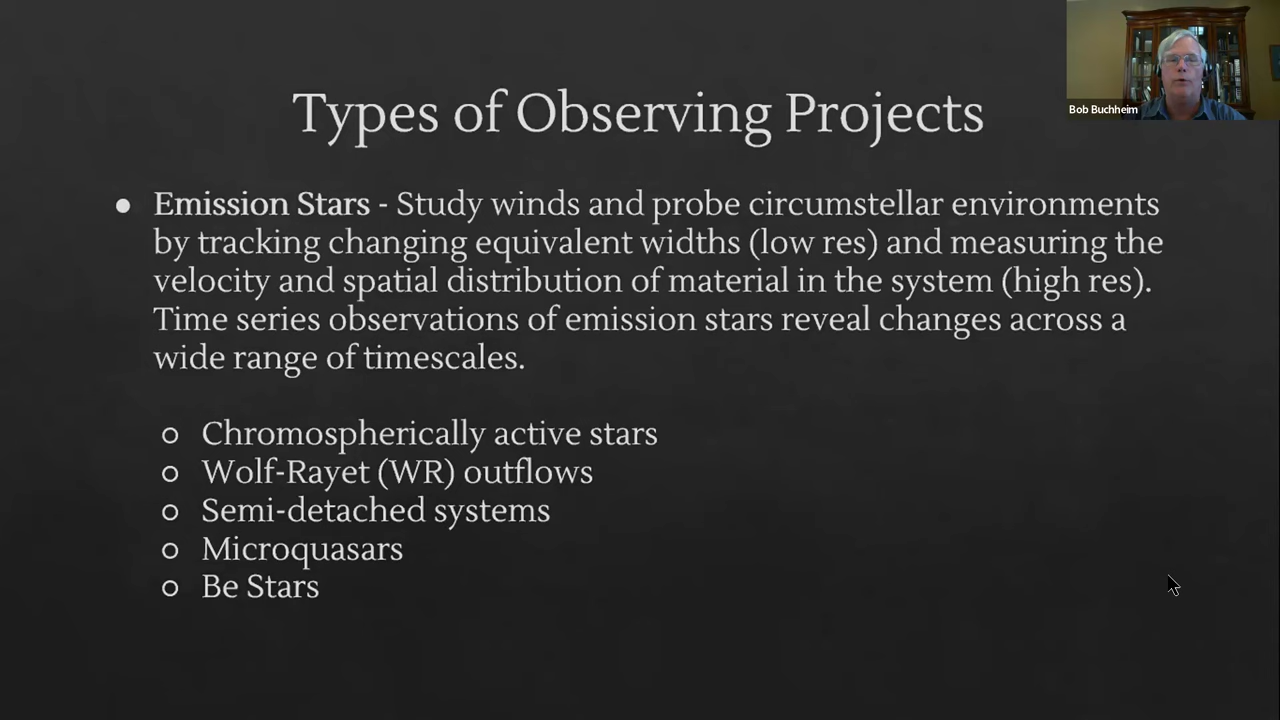 Types of Observing Projects
Bob Buchheim
● Emission Stars - Study winds and probe circumstellar environments
by tracking changing equivalent widths (low res) and measuring the
velocity and spatial distribution of material in the system (high res).
Time series observations of emission stars reveal changes across a
wide range of timescales.
○ Chromospherically active stars
○ Wolf-Rayet (WR) outflows
○ Semi-detached systems
○ Microquasars
○ Be Stars